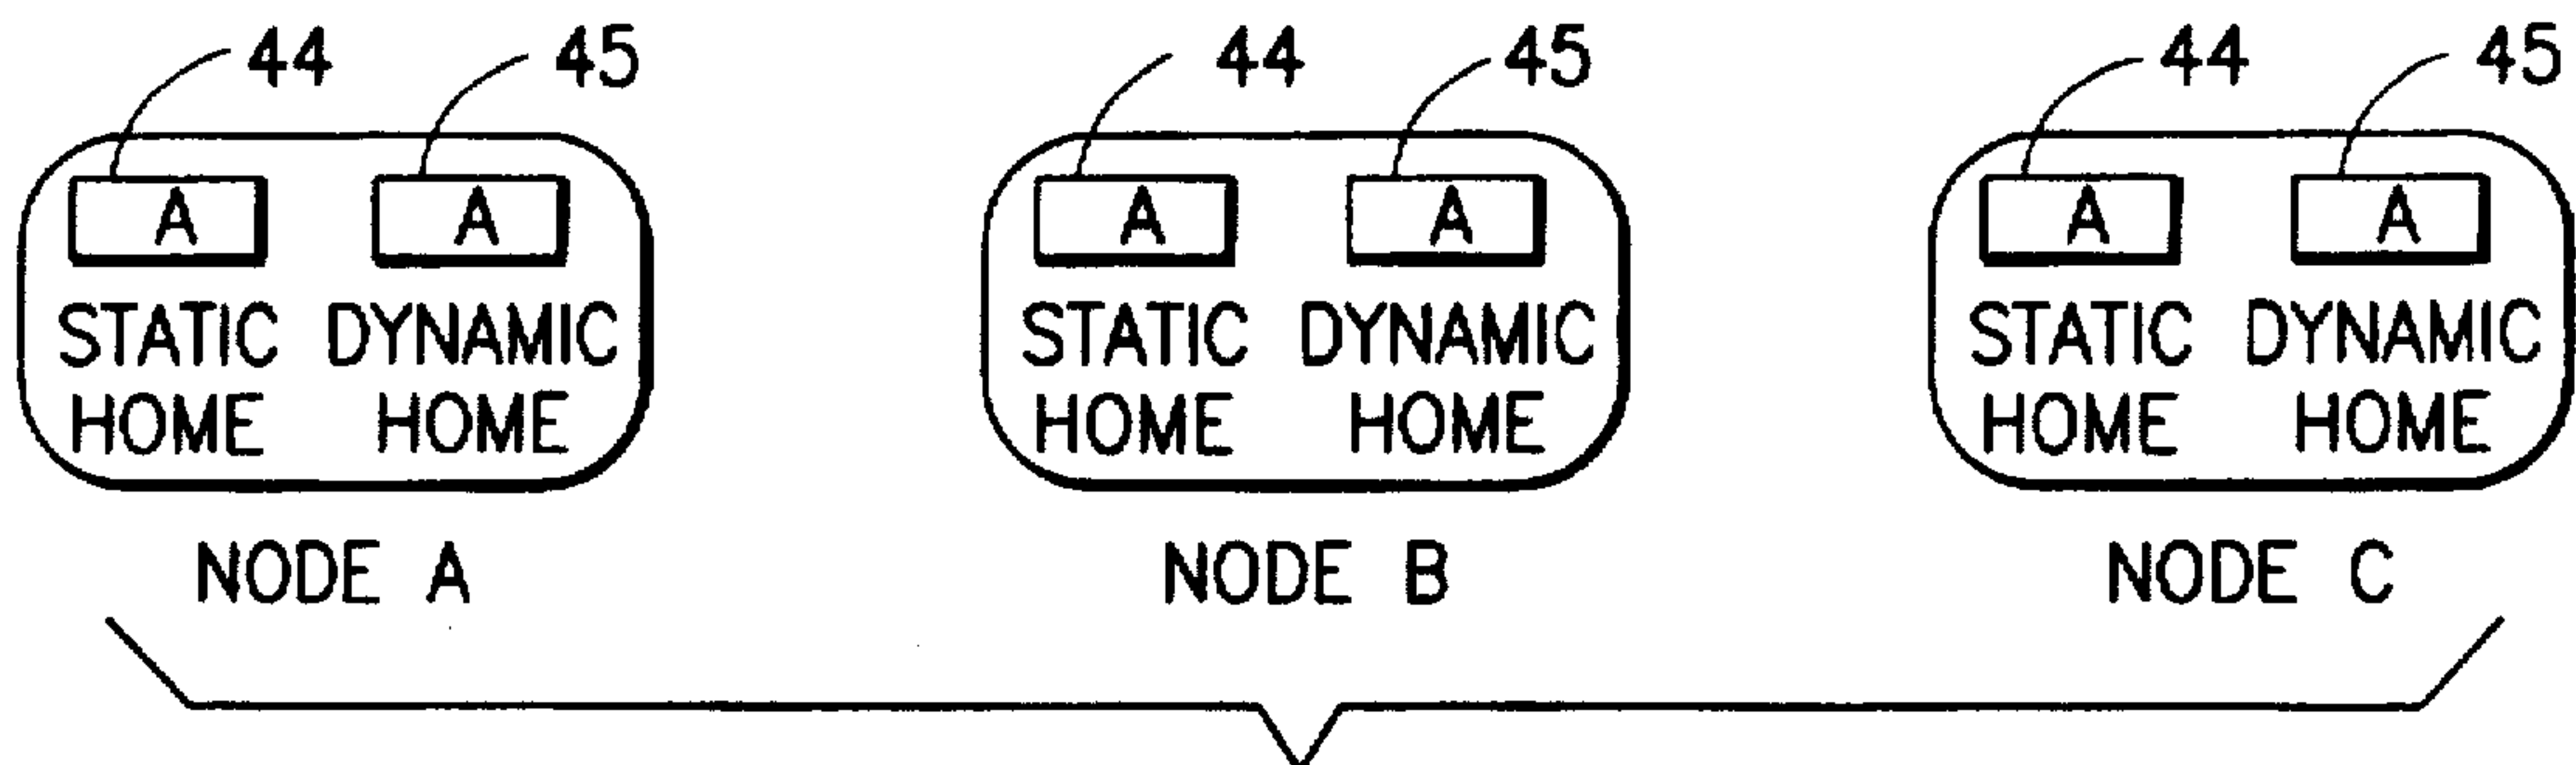 44 45 44 45 44 45
A A A A A A
STATIC DYNAMIC STATIC DYNAMIC STATIC DYNAMIC
HOME HOME HOME HOME HOME HOME
NODE A NODE B NODE C